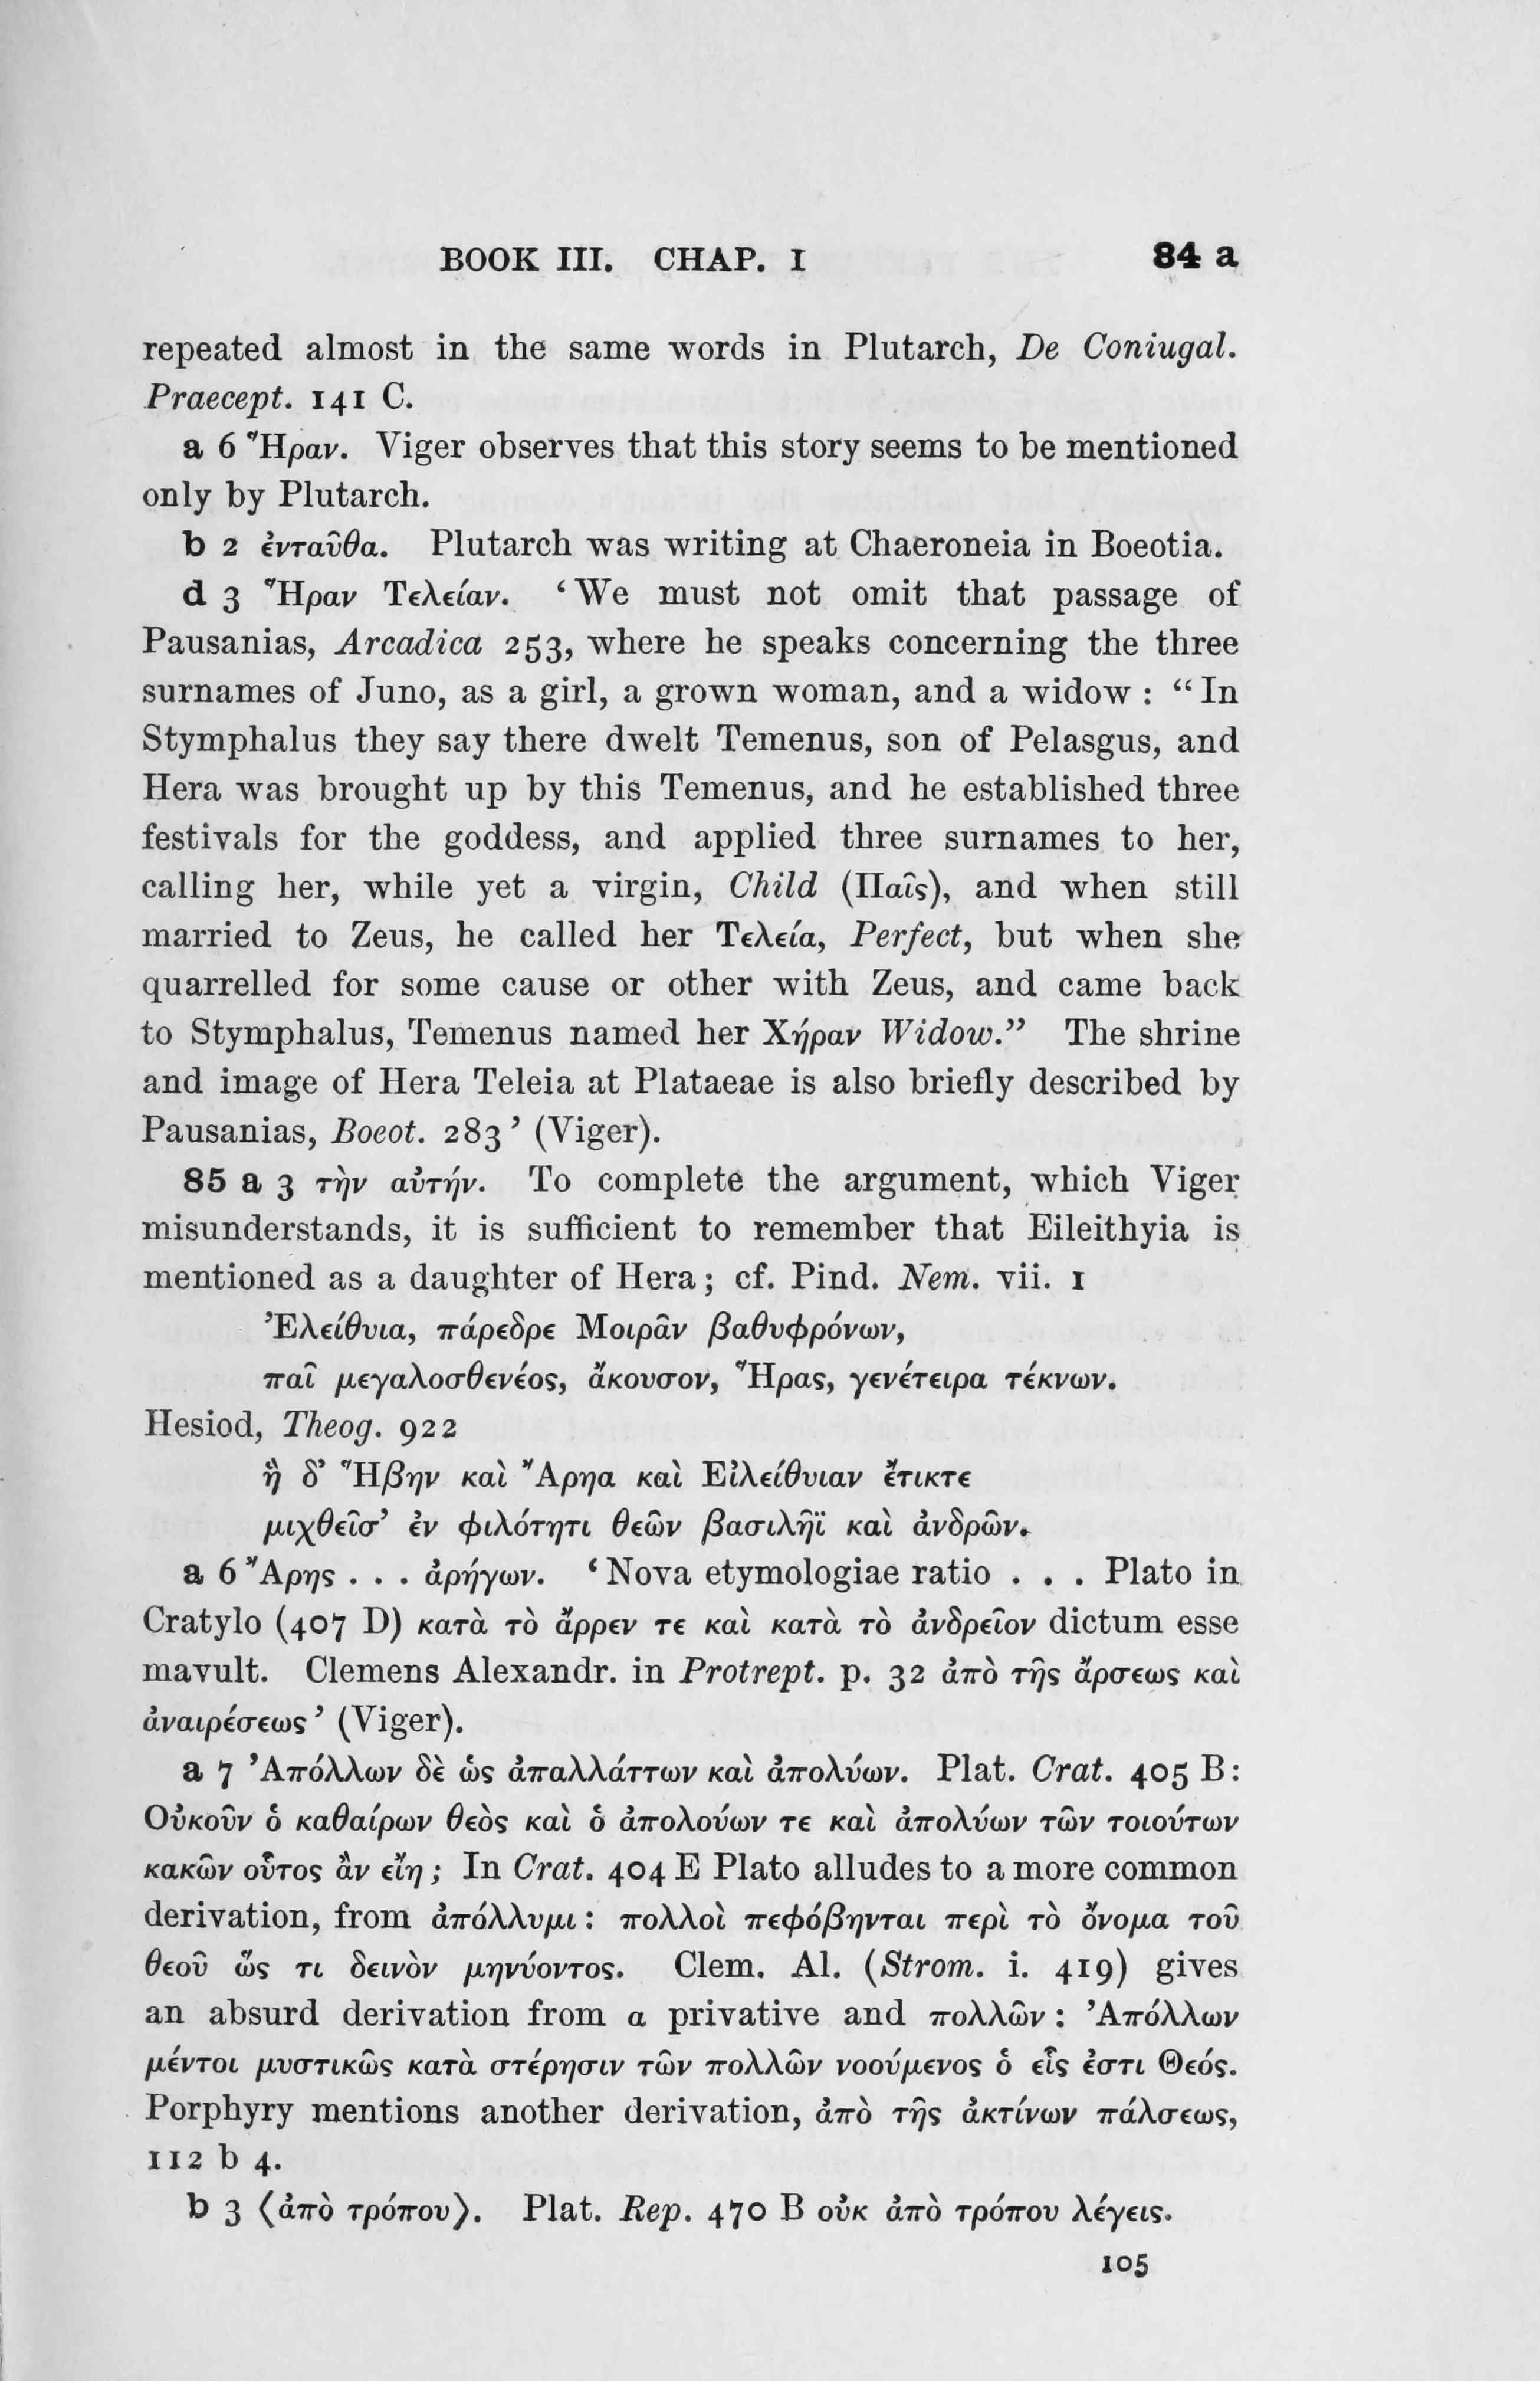 BOOK III. CHAP. I 84 a
repeated almost in the same words in Plutarch, De Coniugal.
Praecept. 141 C.
a 6 Ἥραν. Viger observes that this story seems to be mentioned
only by Plutarch.
b 2 ἐνταῦθα. Plutarch was writing at Chaeroneia in Boeotia.
d 3 Ἥραν Τελείαν. ‘We must not omit that passage of
Pausanias, Arcadica 253, where he speaks concerning the three
surnames of Juno, as a girl, a grown woman, and a widow : “In
Stymphalus they say there dwelt Temenus, son of Pelasgus, and
Hera was brought up by this Temenus, and he established three
festivals for the goddess, and applied three surnames to her,
calling her, while yet a virgin, Child (Παῖς), and when still
married to Zeus, he called her Τελεία, Perfect, but when she
quarrelled for some cause or other with Zeus, and came back
to Stymphalus, Temenus named her Χήραν Widow.” The shrine
and image of Hera Teleia at Plataeae is also briefly described by
Pausanias, Boeot. 283’ (Viger).
85 a 3 τὴν αὐτήν. To complete the argument, which Viger
misunderstands, it is sufficient to remember that Eileithyia is
mentioned as a daughter of Hera; cf. Pind. Nem. vii. 1
Ἐλείθυια, πάρεδρε Μοιρᾶν βαθυφρόνων,
παῖ μεγαλοσθενέος, ἄκουσον, Ἥρας, γενέτειρα τέκνων.
Hesiod, Theog. 922
ἣ δ’ Ἥβην καὶ Ἄρηα καὶ Εἰλείθυιαν ἔτικτε
μιχθεῖσ’ ἐν φιλότητι θεῶν βασιλῆϊ καὶ ἀνδρῶν.
a 6 Ἄρης . . . ἀρήγων. ‘Nova etymologiae ratio . . . Plato in
Cratylo (407 D) κατὰ τὸ ἄρρεν τε καὶ κατὰ τὸ ἀνδρεῖον dictum esse
mavult. Clemens Alexandr. in Protrept. p. 32 ἀπὸ τῆς ἄρσεως καὶ
ἀναιρέσεως’ (Viger).
a 7 Ἀπόλλων δὲ ὡς ἀπαλλάττων καὶ ἀπολύων. Plat. Crat. 405 B:
Οὐκοῦν ὁ καθαίρων θεὸς καὶ ὁ ἀπολούων τε καὶ ἀπολύων τῶν τοιούτων
κακῶν οὗτος ἂν εἴη; In Crat. 404 E Plato alludes to a more common
derivation, from ἀπόλλυμι: πολλοὶ πεφόβηνται περὶ τὸ ὄνομα τοῦ
θεοῦ ὥς τι δεινὸν μηνύοντος. Clem. Al. (Strom. i. 419) gives
an absurd derivation from α privative and πολλῶν: Ἀπόλλων
μέντοι μυστικῶς κατὰ στέρησιν τῶν πολλῶν νοούμενος ὁ εἷς ἐστι Θεός.
Porphyry mentions another derivation, ἀπὸ τῆς ἀκτίνων πάλσεως,
112 b 4.
b 3 ⟨ἀπὸ τρόπου⟩. Plat. Rep. 470 B οὐκ ἀπὸ τρόπου λέγεις.
105